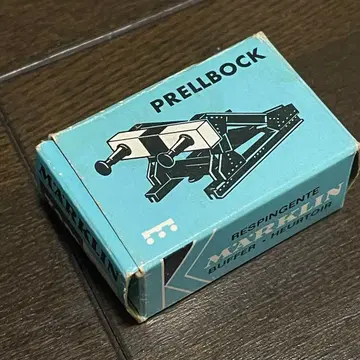 PRELLBOCK
MÄRKLIN
RESPINGENTE
MÄRKLIN
BUFFER · HEURTOIR